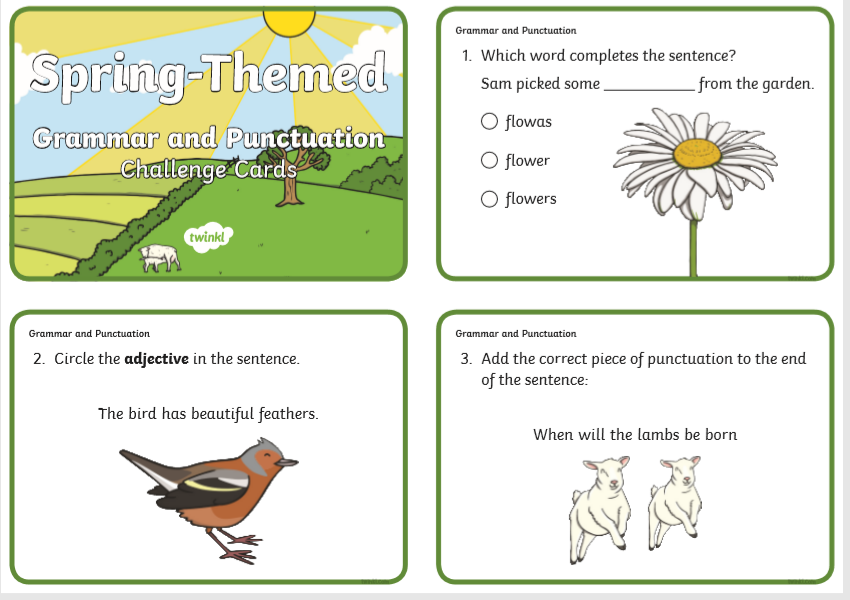 Spring-Themed
Grammar and Punctuation
Challenge Cards
twinkl
Grammar and Punctuation
1. Which word completes the sentence?
Sam picked some ___________ from the garden.
flowas
flower
flowers
Grammar and Punctuation
2. Circle the adjective in the sentence.
The bird has beautiful feathers.
Grammar and Punctuation
3. Add the correct piece of punctuation to the end
of the sentence:
When will the lambs be born